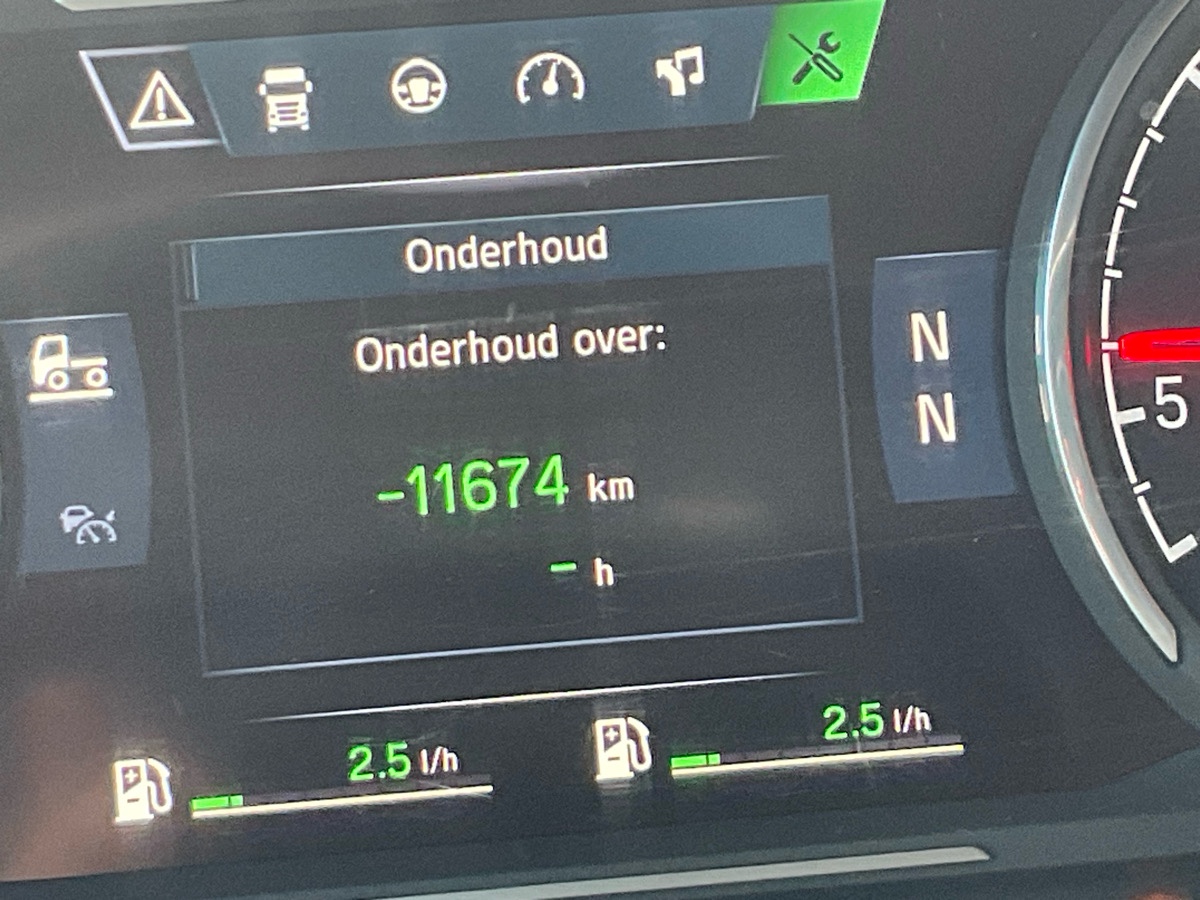 Onderhoud
Onderhoud over:
-11674 km
- h
N
N
5
2.5 l/h
2.5 l/h